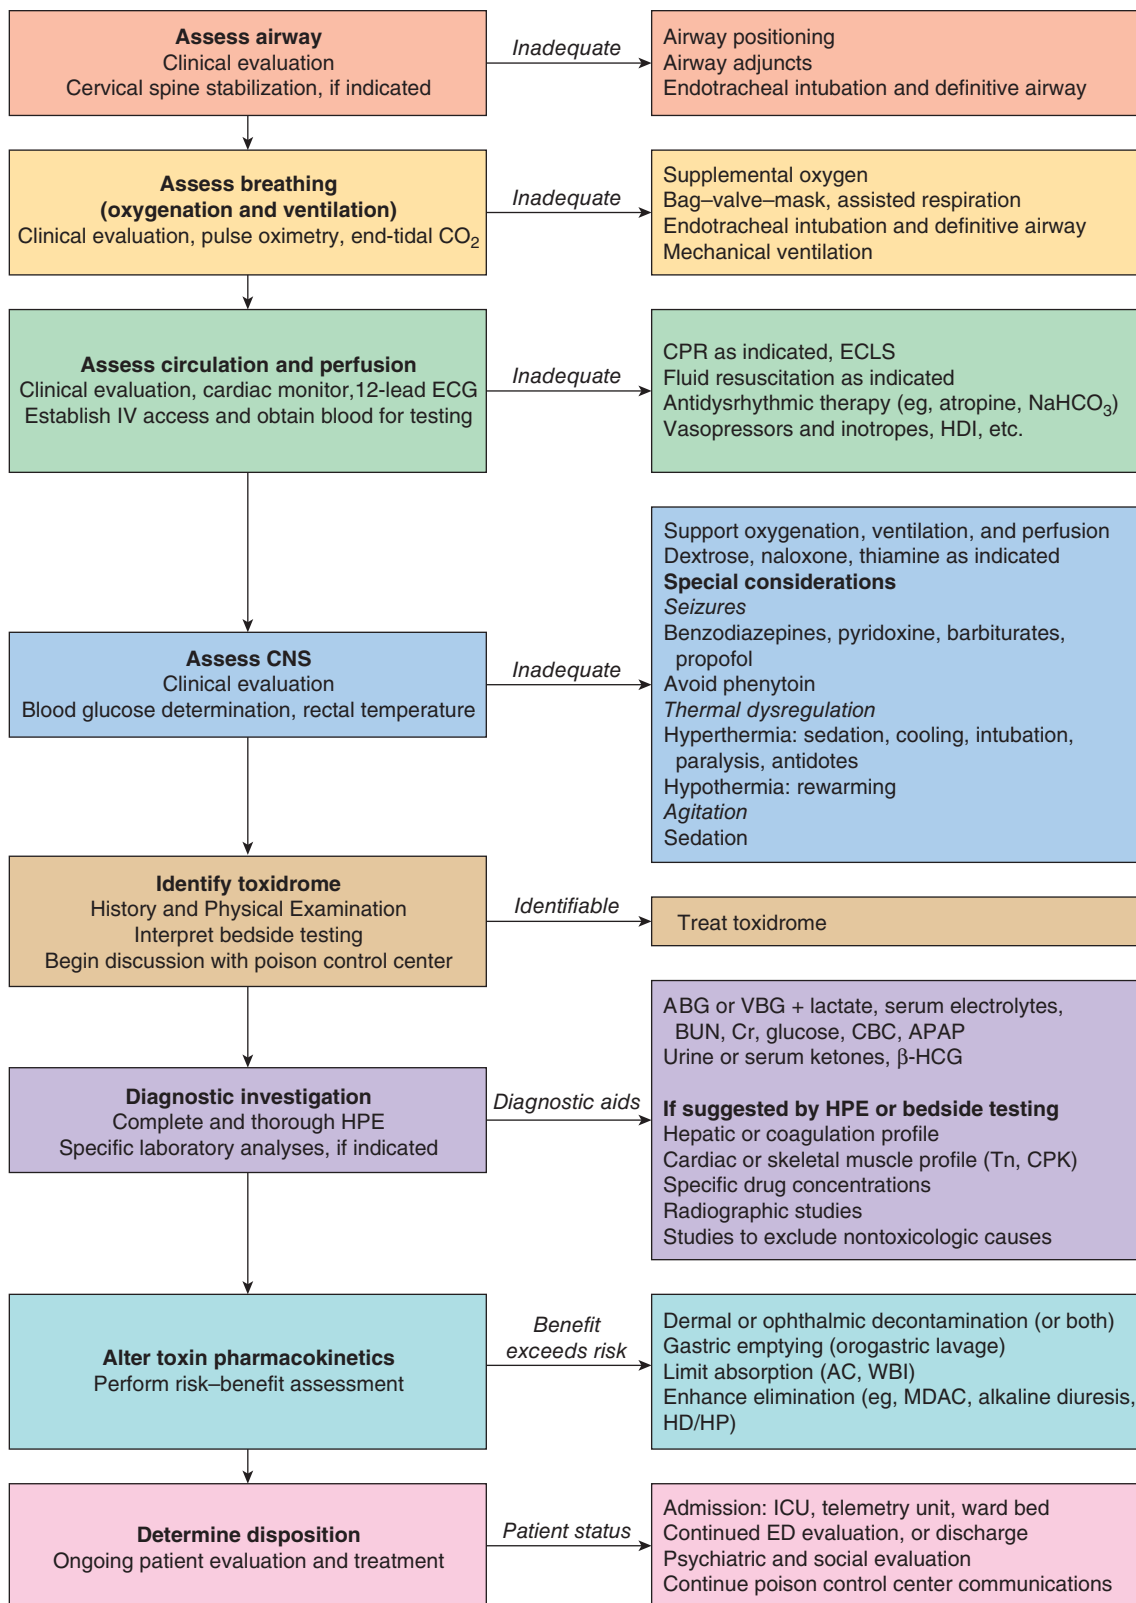 Assess airway
Clinical evaluation
Cervical spine stabilization, if indicated
Inadequate
Airway positioning
Airway adjuncts
Endotracheal intubation and definitive airway
Assess breathing
(oxygenation and ventilation)
Clinical evaluation, pulse oximetry, end-tidal CO2
Inadequate
Supplemental oxygen
Bag–valve–mask, assisted respiration
Endotracheal intubation and definitive airway
Mechanical ventilation
Assess circulation and perfusion
Clinical evaluation, cardiac monitor,12-lead ECG
Establish IV access and obtain blood for testing
Inadequate
CPR as indicated, ECLS
Fluid resuscitation as indicated
Antidysrhythmic therapy (eg, atropine, NaHCO3)
Vasopressors and inotropes, HDI, etc.
Assess CNS
Clinical evaluation
Blood glucose determination, rectal temperature
Inadequate
Support oxygenation, ventilation, and perfusion
Dextrose, naloxone, thiamine as indicated
Special considerations
Seizures
Benzodiazepines, pyridoxine, barbiturates,
propofol
Avoid phenytoin
Thermal dysregulation
Hyperthermia: sedation, cooling, intubation,
paralysis, antidotes
Hypothermia: rewarming
Agitation
Sedation
Identify toxidrome
History and Physical Examination
Interpret bedside testing
Begin discussion with poison control center
Identifiable
Treat toxidrome
Diagnostic investigation
Complete and thorough HPE
Specific laboratory analyses, if indicated
Diagnostic aids
ABG or VBG + lactate, serum electrolytes,
BUN, Cr, glucose, CBC, APAP
Urine or serum ketones, β-HCG
If suggested by HPE or bedside testing
Hepatic or coagulation profile
Cardiac or skeletal muscle profile (Tn, CPK)
Specific drug concentrations
Radiographic studies
Studies to exclude nontoxicologic causes
Alter toxin pharmacokinetics
Perform risk–benefit assessment
Benefit
exceeds risk
Dermal or ophthalmic decontamination (or both)
Gastric emptying (orogastric lavage)
Limit absorption (AC, WBI)
Enhance elimination (eg, MDAC, alkaline diuresis,
HD/HP)
Determine disposition
Ongoing patient evaluation and treatment
Patient status
Admission: ICU, telemetry unit, ward bed
Continued ED evaluation, or discharge
Psychiatric and social evaluation
Continue poison control center communications